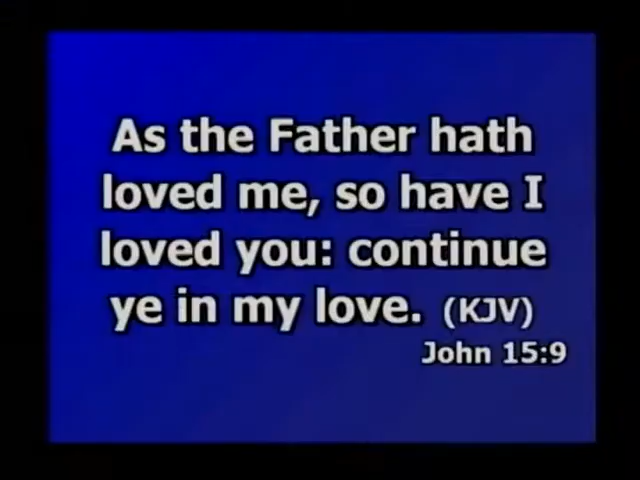 As the Father hath
loved me, so have I
loved you: continue
ye in my love. (KJV)
John 15:9